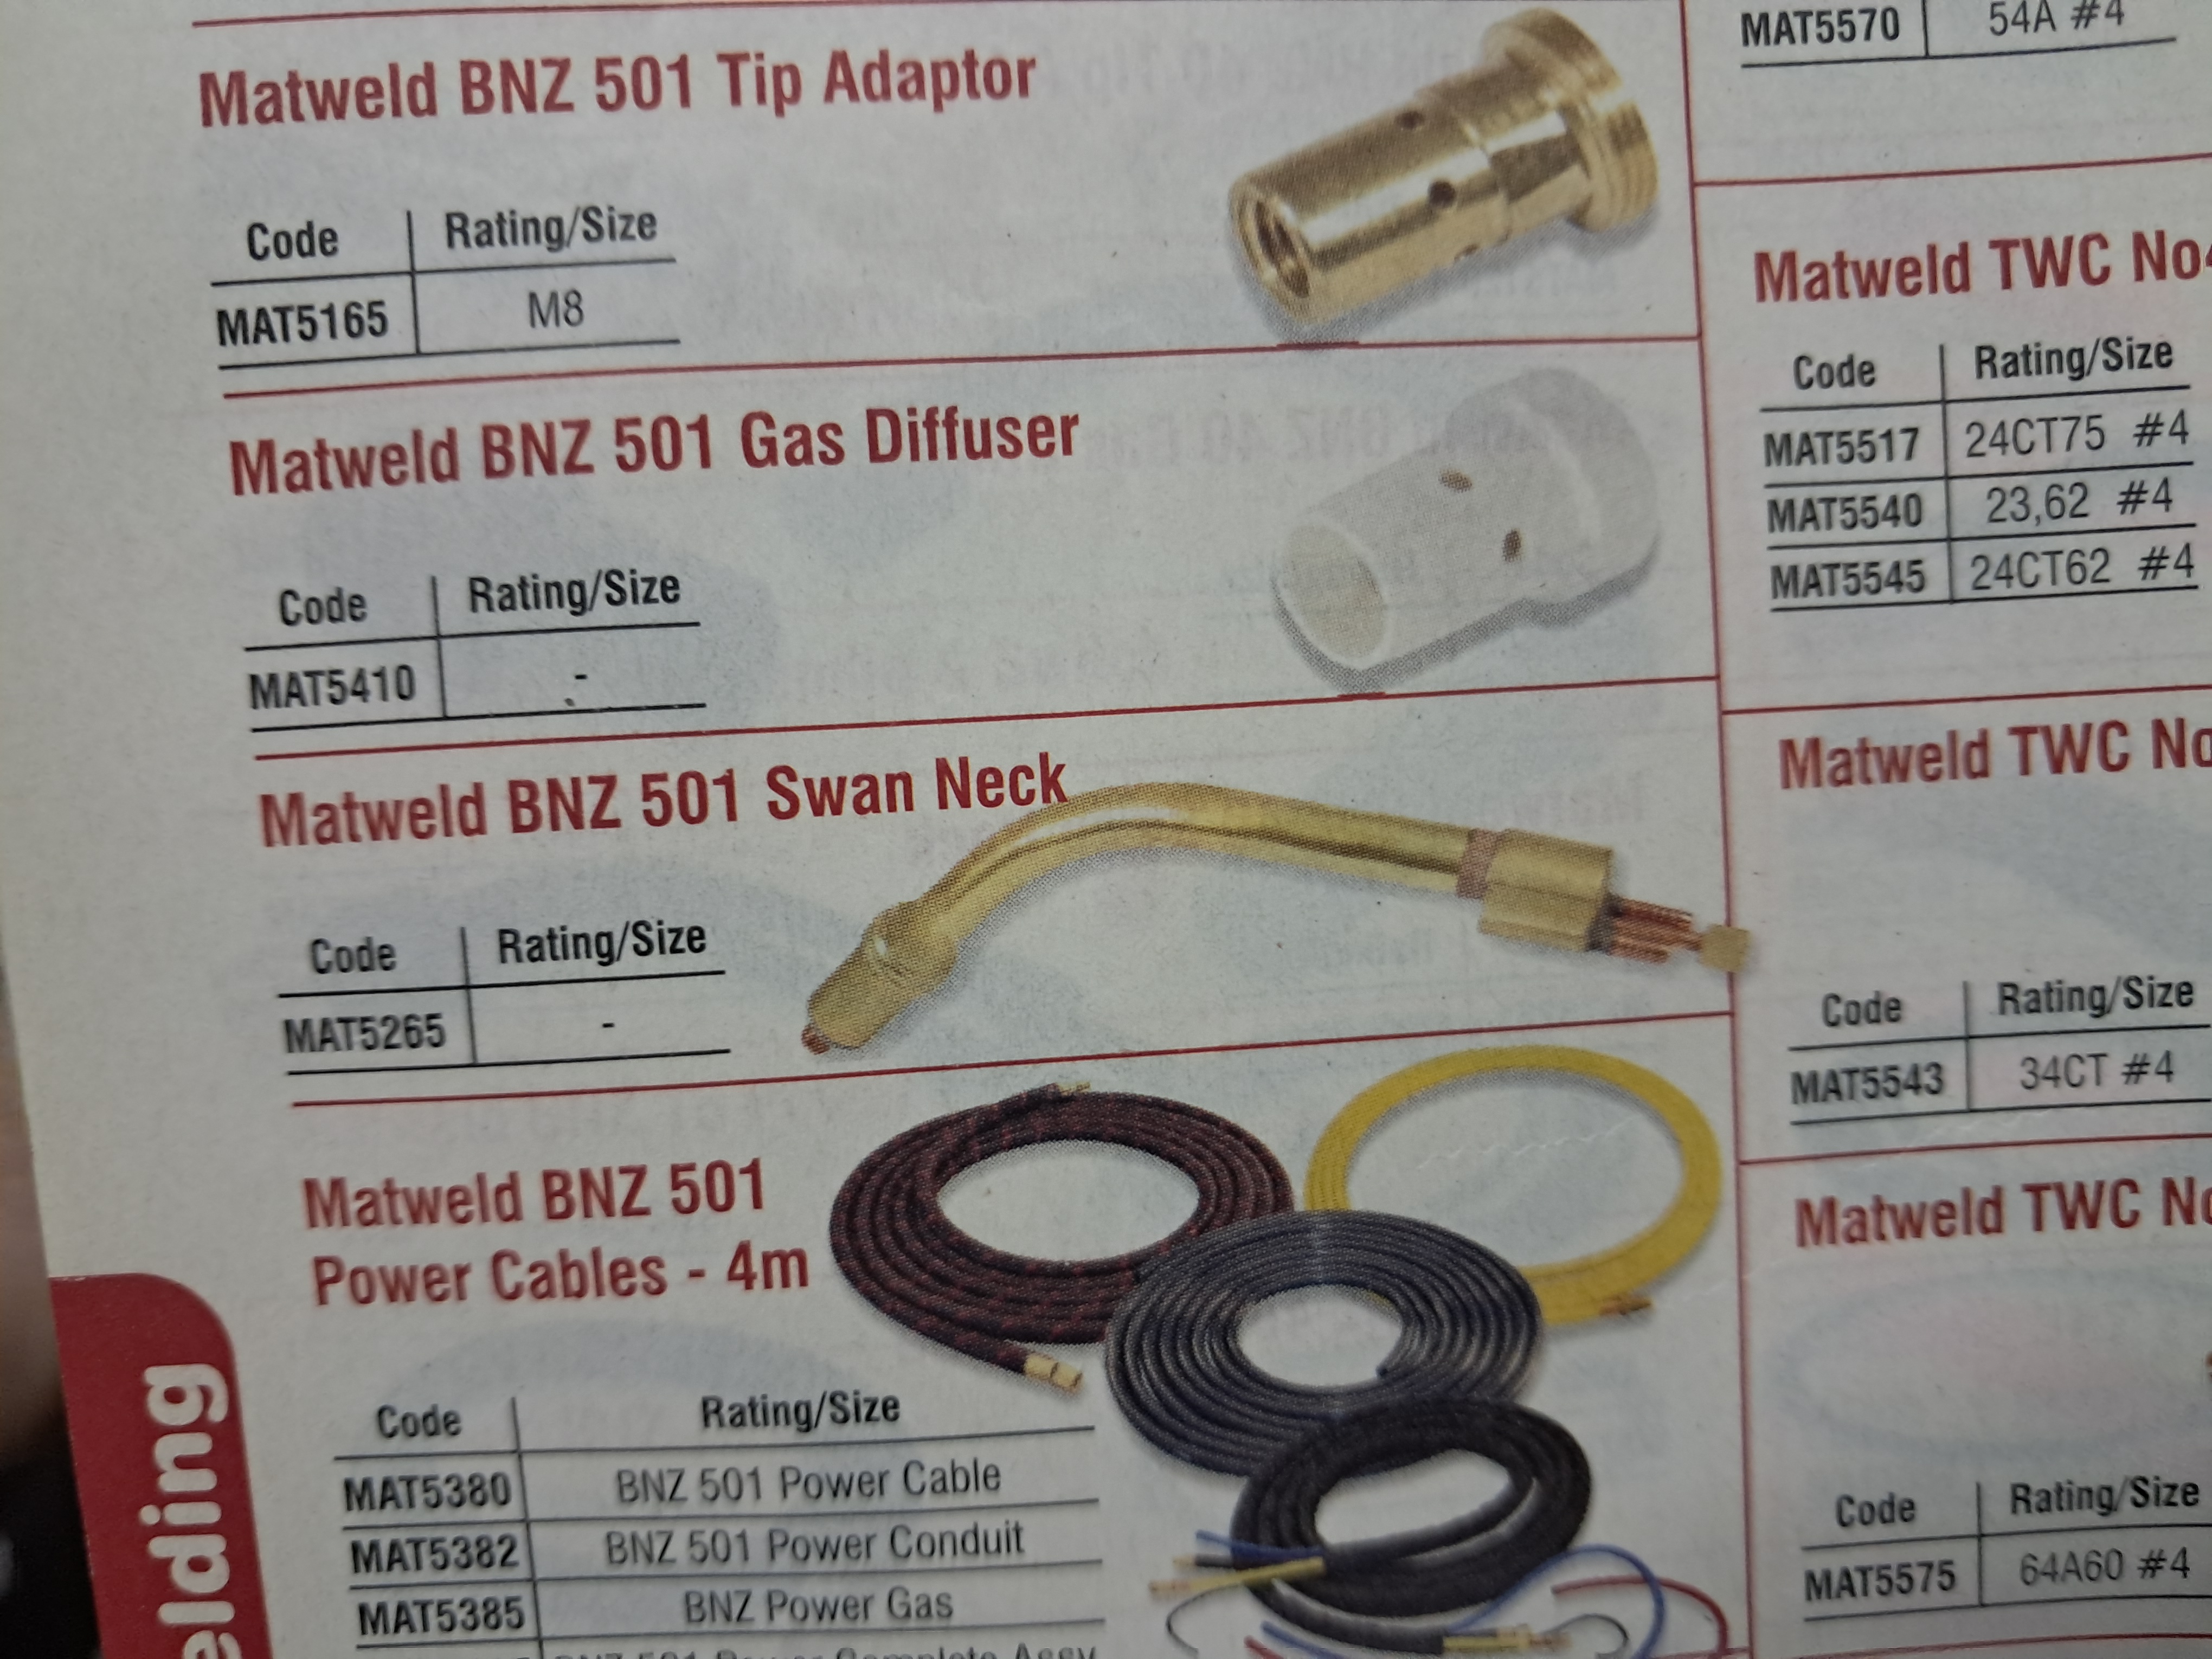 Matweld BNZ 501 Tip Adaptor
Code Rating/Size
MAT5165 M8
Matweld BNZ 501 Gas Diffuser
Code Rating/Size
MAT5410 -
Matweld BNZ 501 Swan Neck
Code Rating/Size
MAT5265 -
Matweld BNZ 501
Power Cables - 4m
Code Rating/Size
MAT5380 BNZ 501 Power Cable
MAT5382 BNZ 501 Power Conduit
MAT5385 BNZ Power Gas
elding
MAT5570 54A #4
Matweld TWC
Code Rating/Size
MAT5517 24CT75 #4
MAT5540 23,62 #4
MAT5545 24CT62 #4
Matweld TWC
Code Rating/Size
MAT5543 34CT #4
Matweld TWC
Code Rating/Size
MAT5575 64A60 #4